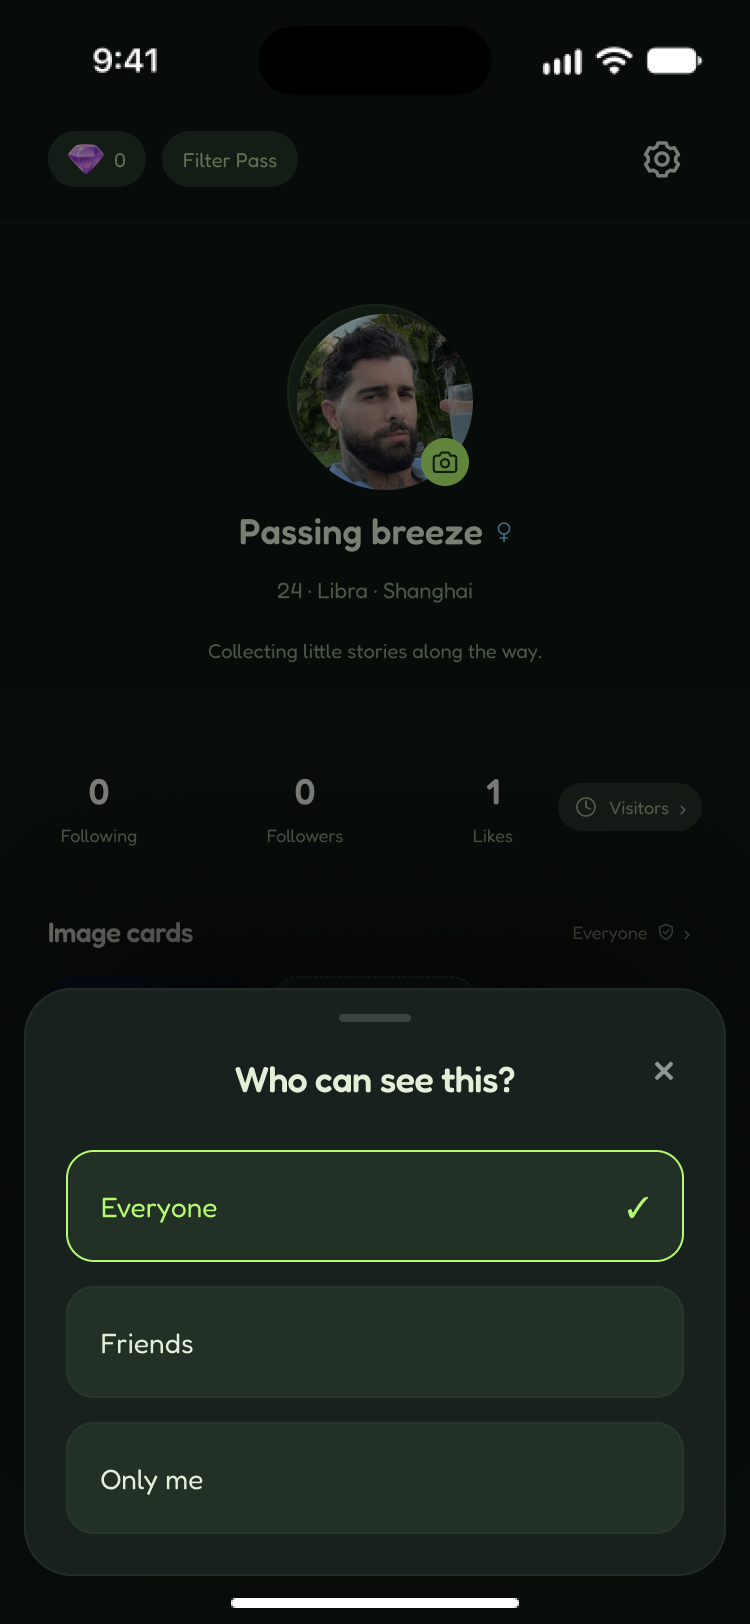 9:41
0
Filter Pass
Passing breeze ♀
24 · Libra · Shanghai
Collecting little stories along the way.
0
Following
0
Followers
1
Likes
Visitors ›
Image cards
Everyone ›
Who can see this?
Everyone ✓
Friends
Only me